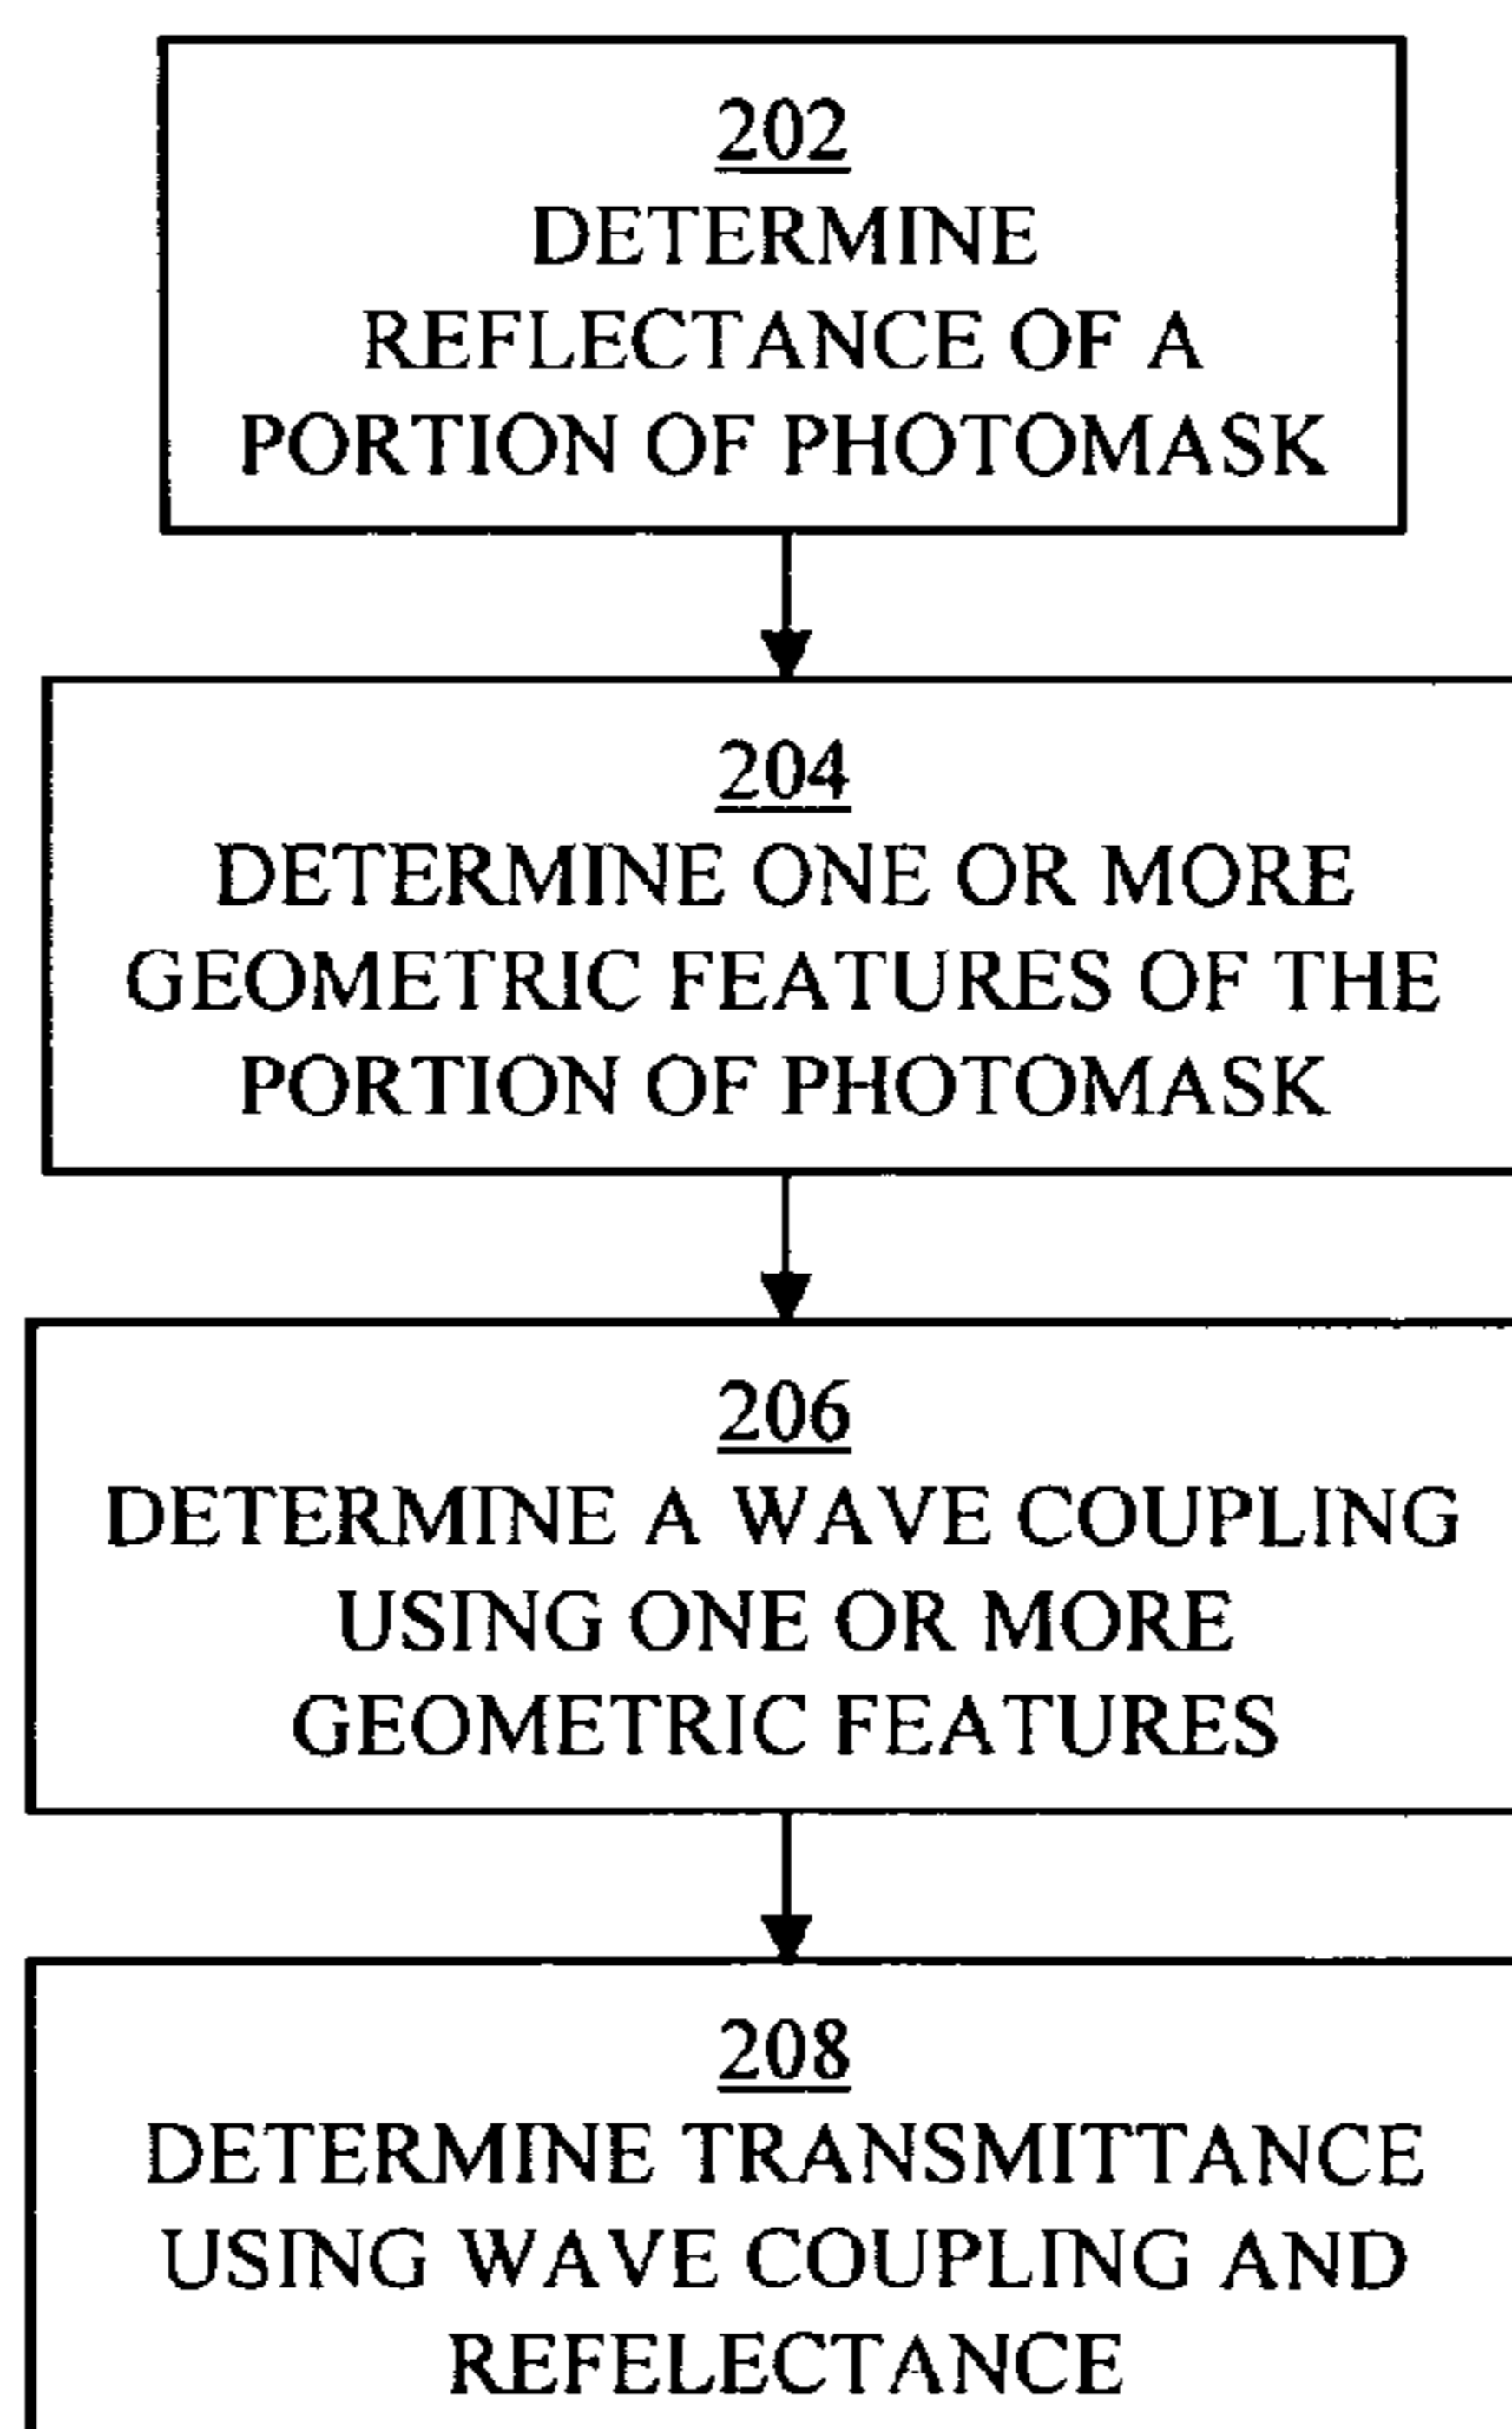 202
DETERMINE
REFLECTANCE OF A
PORTION OF PHOTOMASK
204
DETERMINE ONE OR MORE
GEOMETRIC FEATURES OF THE
PORTION OF PHOTOMASK
206
DETERMINE A WAVE COUPLING
USING ONE OR MORE
GEOMETRIC FEATURES
208
DETERMINE TRANSMITTANCE
USING WAVE COUPLING AND
REFELECTANCE